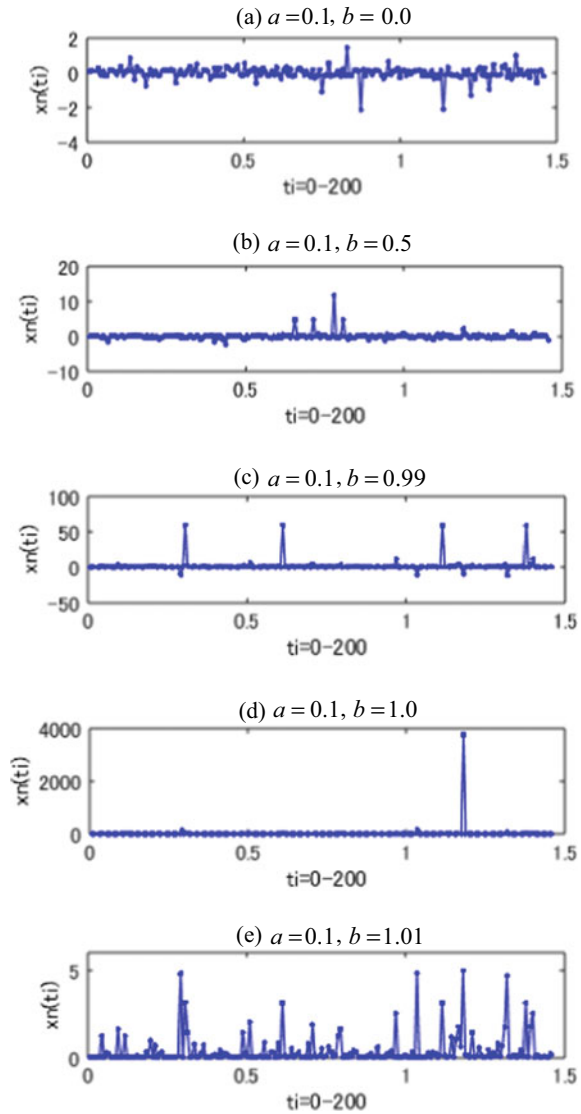 (a) a = 0.1, b = 0.0
2
0
−2
−4
xn(ti)
0 0.5 1 1.5
ti=0-200
(b) a = 0.1, b = 0.5
20
10
0
−10
xn(ti)
0 0.5 1 1.5
ti=0-200
(c) a = 0.1, b = 0.99
100
50
0
−50
xn(ti)
0 0.5 1 1.5
ti=0-200
(d) a = 0.1, b = 1.0
4000
2000
0
xn(ti)
0 0.5 1 1.5
ti=0-200
(e) a = 0.1, b = 1.01
5
0
xn(ti)
0 0.5 1 1.5
ti=0-200